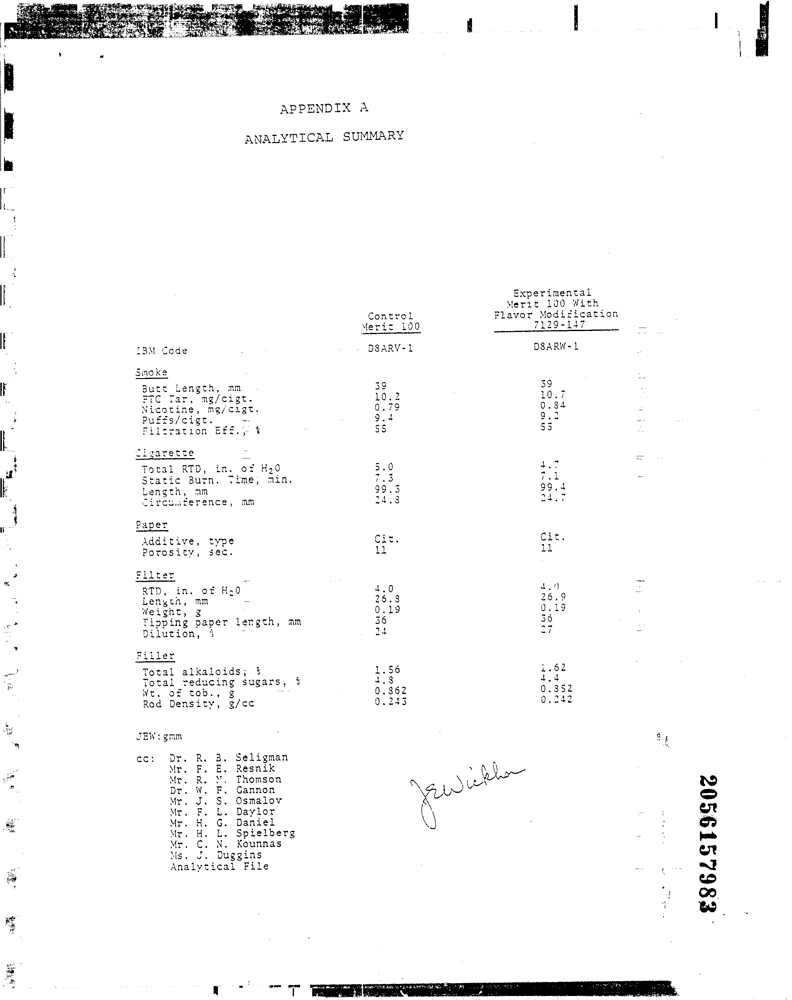 APPENDIX A
ANALYTICAL SUMMARY
Control
Merit 100
Experimental
Merit 100 With
Flavor Modification
7129-147
IBM Code D8ARV-1 D8ARW-1
Smoke
Butt Length, mm 39 39
FTC Tar, mg/cigt. 10.2 10.7
Nicotine, mg/cigt. 0.79 0.84
Puffs/cigt. 9.4 9.2
Filtration Eff., % 55 55
Cigarette
Total RTD, in. of H2O 5.0 4.7
Static Burn. Time, min. 7.3 7.1
Length, mm 99.3 99.4
Circumference, mm 24.8 24.7
Paper
Additive, type Cit. Cit.
Porosity, sec. 11 11
Filter
RTD, in. of H2O 4.0 4.0
Length, mm 26.8 26.9
Weight, g 0.19 0.19
Tipping paper length, mm 36 36
Dilution, % 24 27
Filler
Total alkaloids, % 1.56 1.62
Total reducing sugars, % 4.8 4.4
Wt. of tob., g 0.862 0.852
Rod Density, g/cc 0.243 0.242
JEW:gmm
cc: Dr. R. B. Seligman
Mr. F. E. Resnik
Mr. R. Thomson
Dr. W. F. Gannon
Mr. J. S. Osmalov
Mr. F. L. Daylor
Mr. H. G. Daniel
Mr. H. L. Spielberg
Mr. C. N. Kounnas
Ms. J. Duggins
Analytical File
JEWickham
2056157983